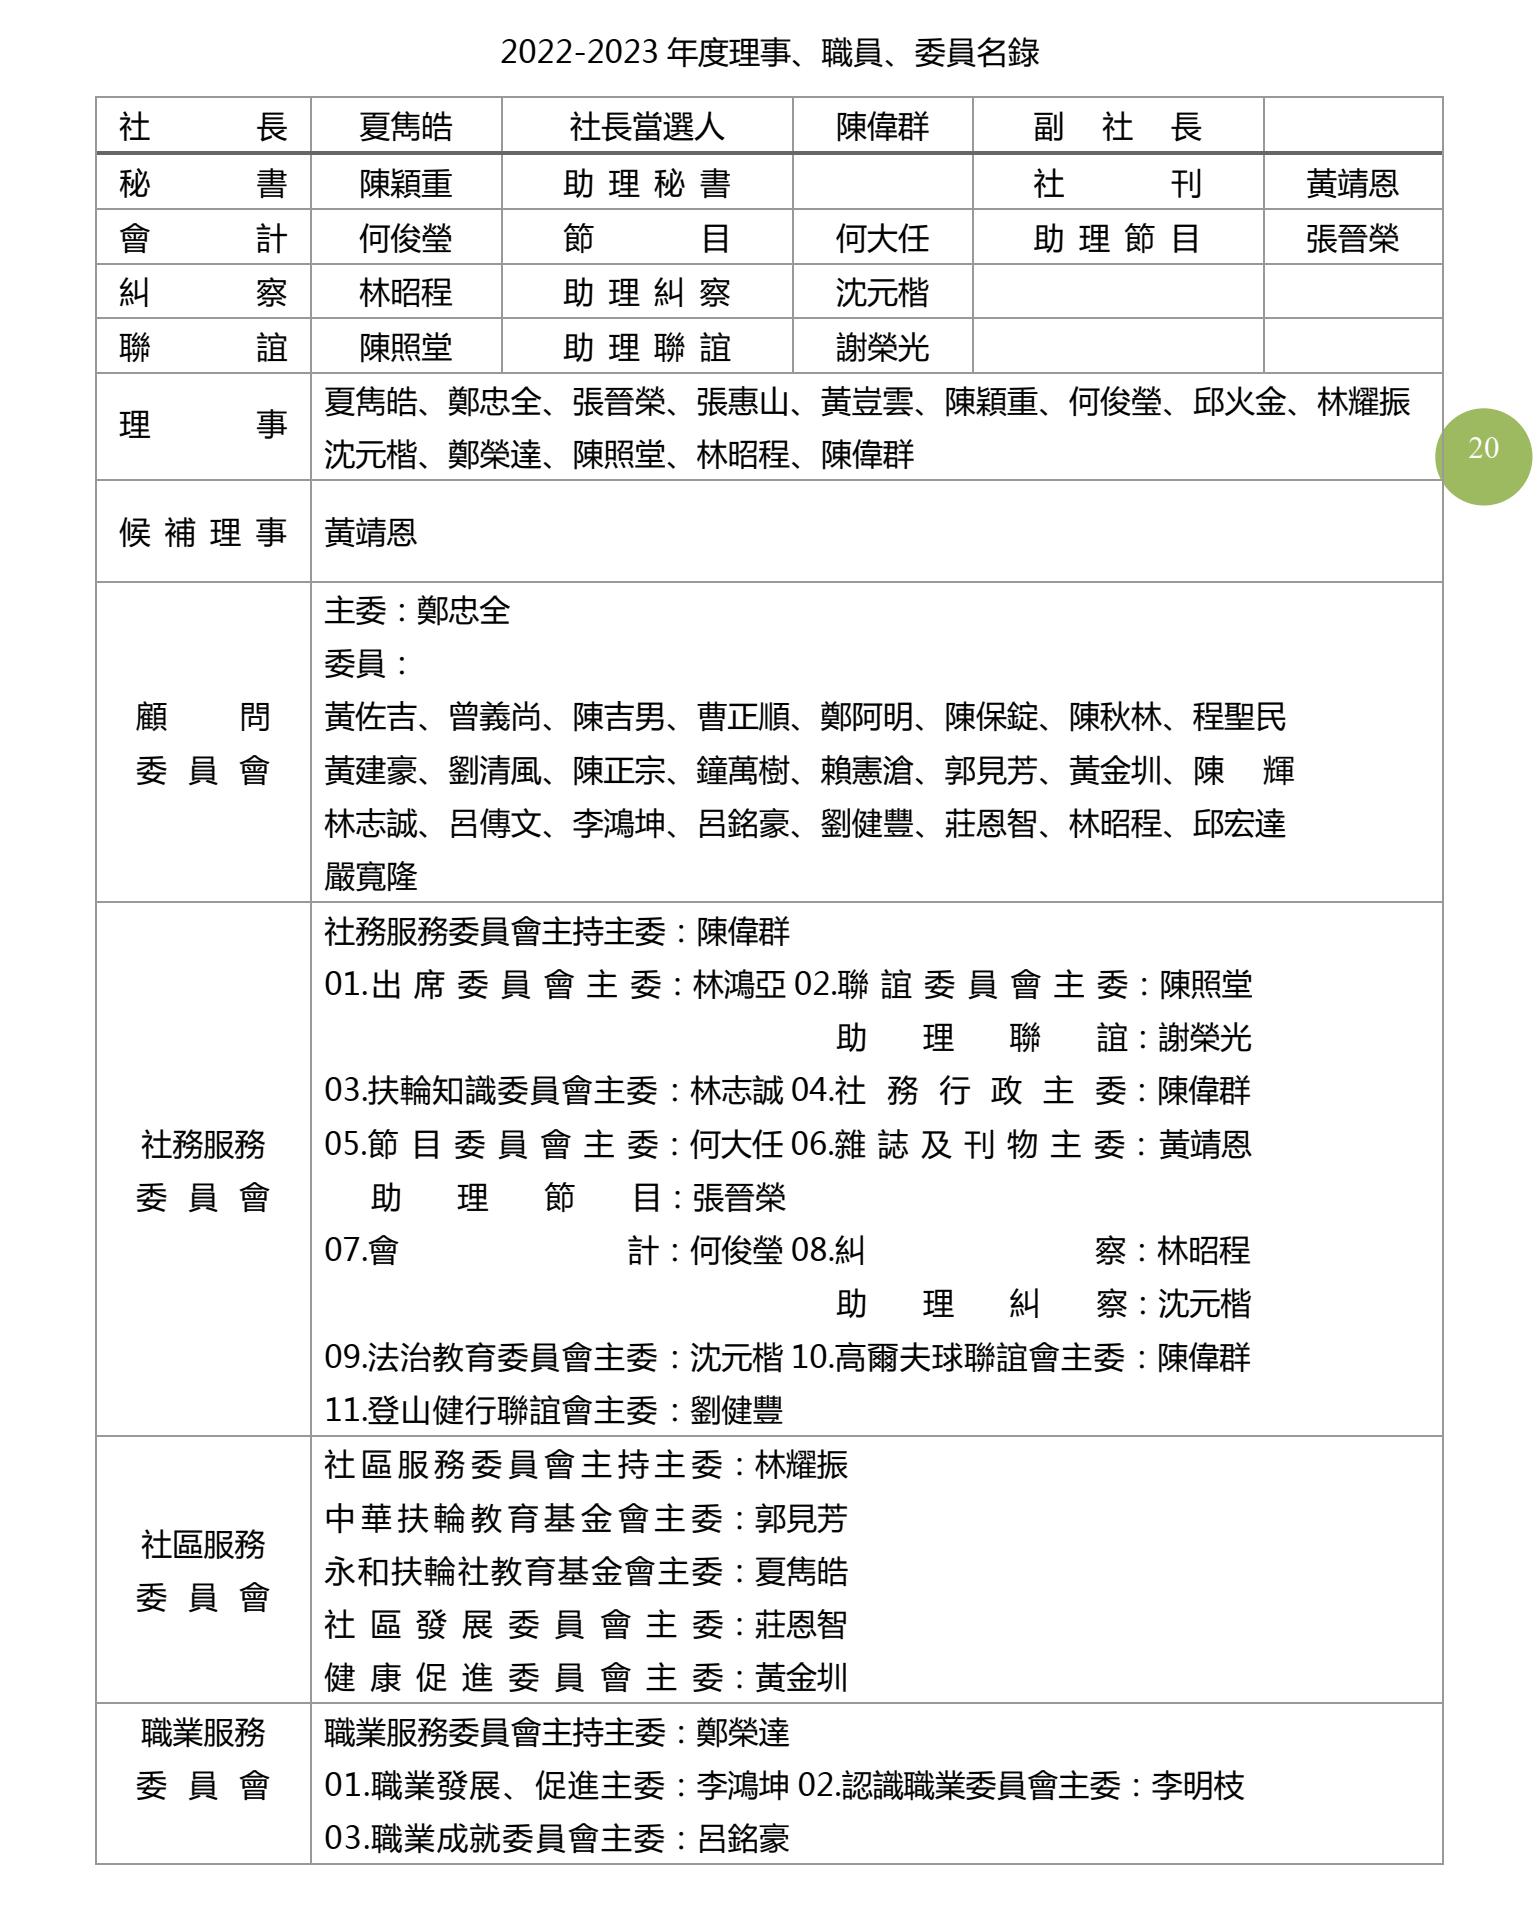 2022-2023 年度理事、職員、委員名錄
社長 夏雋皓 社長當選人 陳偉群 副社長
秘書 陳穎重 助理秘書 社刊 黃靖恩
會計 何俊瑩 節目 何大任 助理節目 張晉榮
糾察 林昭程 助理糾察 沈元楷
聯誼 陳照堂 助理聯誼 謝榮光
理事
夏雋皓、鄭忠全、張晉榮、張惠山、黃豈雲、陳穎重、何俊瑩、邱火金、林耀振
沈元楷、鄭榮達、陳照堂、林昭程、陳偉群
20
候補理事 黃靖恩
顧問
委員會
主委：鄭忠全
委員：
黃佐吉、曾義尚、陳吉男、曹正順、鄭阿明、陳保錠、陳秋林、程聖民
黃建豪、劉清風、陳正宗、鐘萬樹、賴憲滄、郭見芳、黃金圳、陳 輝
林志誠、呂傳文、李鴻坤、呂銘豪、劉健豐、莊恩智、林昭程、邱宏達
嚴寬隆
社務服務
委員會
社務服務委員會主持主委：陳偉群
01.出席委員會主委：林鴻亞 02.聯誼委員會主委：陳照堂
助理聯誼：謝榮光
03.扶輪知識委員會主委：林志誠 04.社務行政主委：陳偉群
05.節目委員會主委：何大任 06.雜誌及刊物主委：黃靖恩
助理節目：張晉榮
07.會計：何俊瑩 08.糾察：林昭程
助理糾察：沈元楷
09.法治教育委員會主委：沈元楷 10.高爾夫球聯誼會主委：陳偉群
11.登山健行聯誼會主委：劉健豐
社區服務
委員會
社區服務委員會主持主委：林耀振
中華扶輪教育基金會主委：郭見芳
永和扶輪社教育基金會主委：夏雋皓
社區發展委員會主委：莊恩智
健康促進委員會主委：黃金圳
職業服務
委員會
職業服務委員會主持主委：鄭榮達
01.職業發展、促進主委：李鴻坤 02.認識職業委員會主委：李明枝
03.職業成就委員會主委：呂銘豪